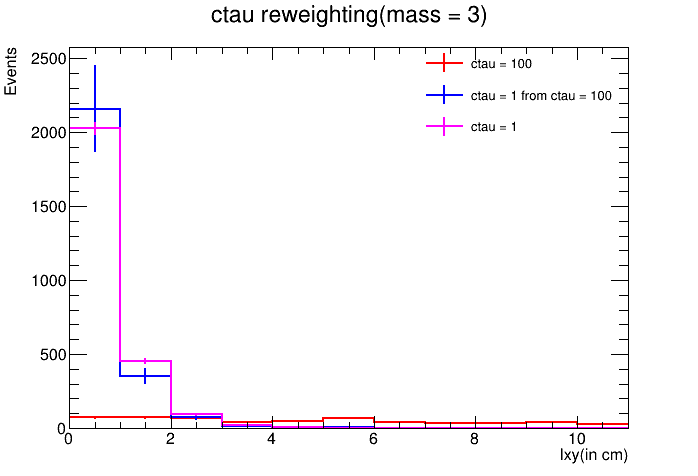 ctau reweighting(mass = 3)
Events
2500
2000
1500
1000
500
0
ctau = 100
ctau = 1 from ctau = 100
ctau = 1
0 2 4 6 8 10
lxy(in cm)